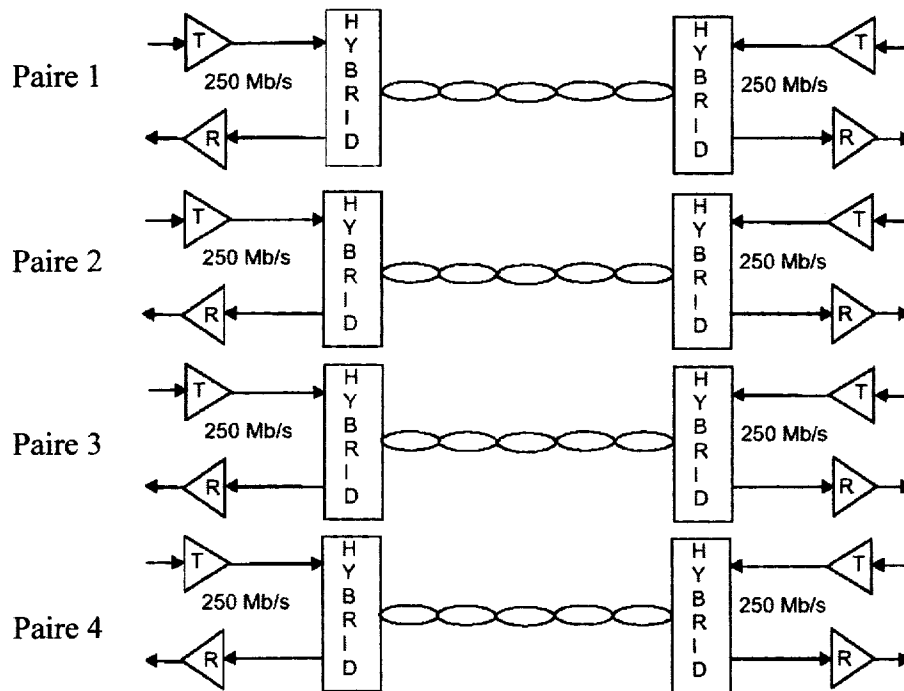 Paire 1
T
250 Mb/s
R
HYBRID
HYBRID
T
250 Mb/s
R
Paire 2
T
250 Mb/s
R
HYBRID
HYBRID
T
250 Mb/s
R
Paire 3
T
250 Mb/s
R
HYBRID
HYBRID
T
250 Mb/s
R
Paire 4
T
250 Mb/s
R
HYBRID
HYBRID
T
250 Mb/s
R